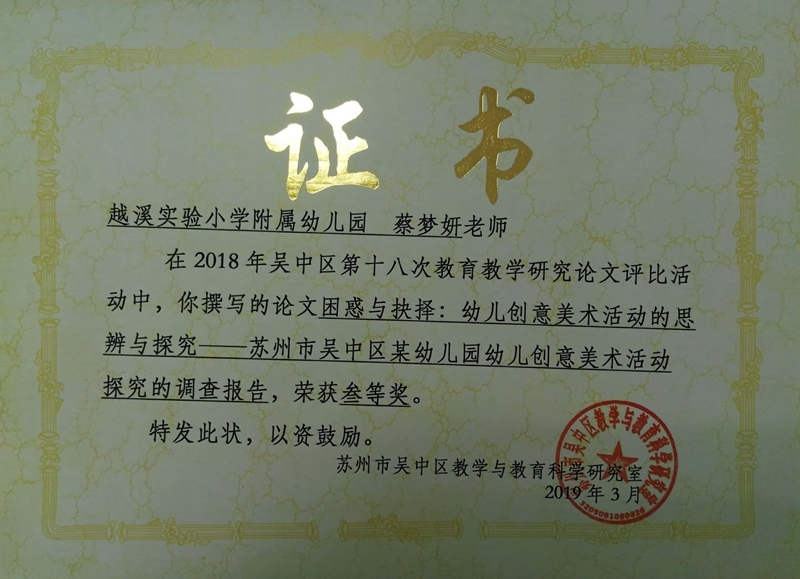 证书
越溪实验小学附属幼儿园 蔡梦妍老师
在2018年吴中区第十八次教育教学研究论文评比活
动中，你撰写的论文困惑与抉择：幼儿创意美术活动的思
辨与探究——苏州市吴中区某幼儿园幼儿创意美术活动
探究的调查报告，荣获叁等奖。
特发此状，以资鼓励。
苏州市吴中区教学与教育科学研究室
2019年3月